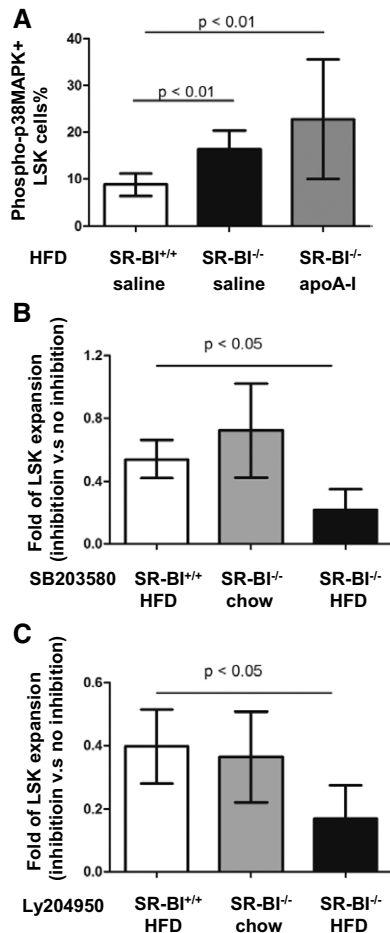 A
Phospho-p38MAPK+
LSK cells%
40
30
20
10
0
p < 0.01
p < 0.01
HFD
SR-BI+/+ SR-BI-/- SR-BI-/-
saline saline apoA-I
B
Fold of LSK expansion
(inhibitioin v.s no inhibition)
1.2
0.8
0.4
0.0
p < 0.05
SB203580 SR-BI+/+ SR-BI-/- SR-BI-/-
HFD chow HFD
C
Fold of LSK expansion
(inhibitioin v.s no inhibition)
0.6
0.4
0.2
0.0
p < 0.05
Ly204950 SR-BI+/+ SR-BI-/- SR-BI-/-
HFD chow HFD